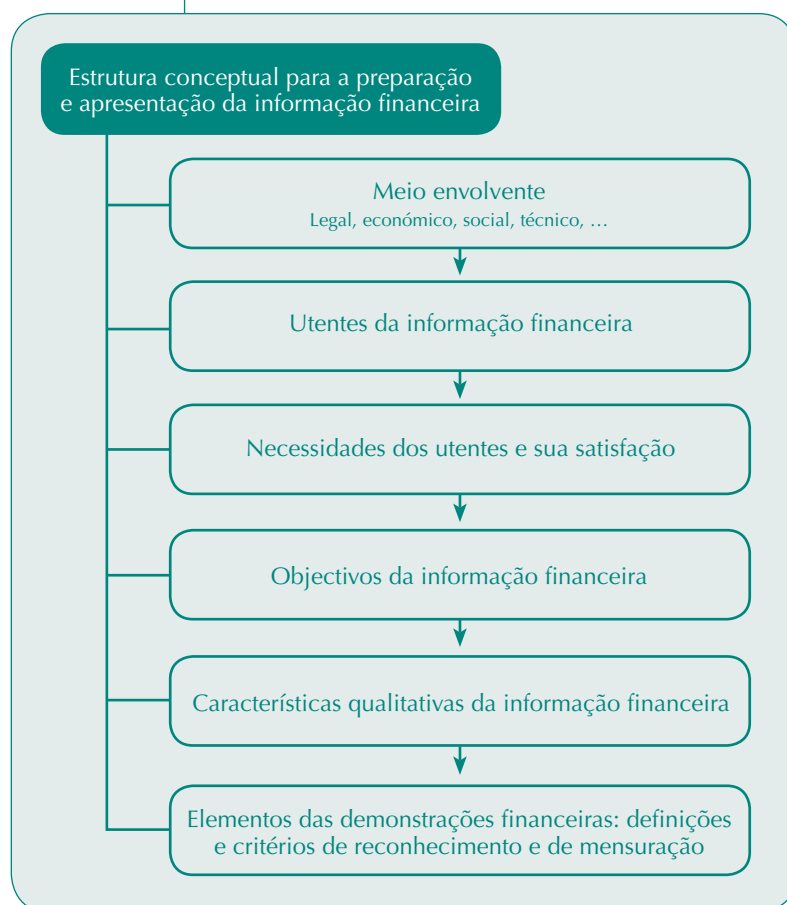 Estrutura conceptual para a preparação
e apresentação da informação financeira
Meio envolvente
Legal, económico, social, técnico, ...
Utentes da informação financeira
Necessidades dos utentes e sua satisfação
Objectivos da informação financeira
Características qualitativas da informação financeira
Elementos das demonstrações financeiras: definições
e critérios de reconhecimento e de mensuração